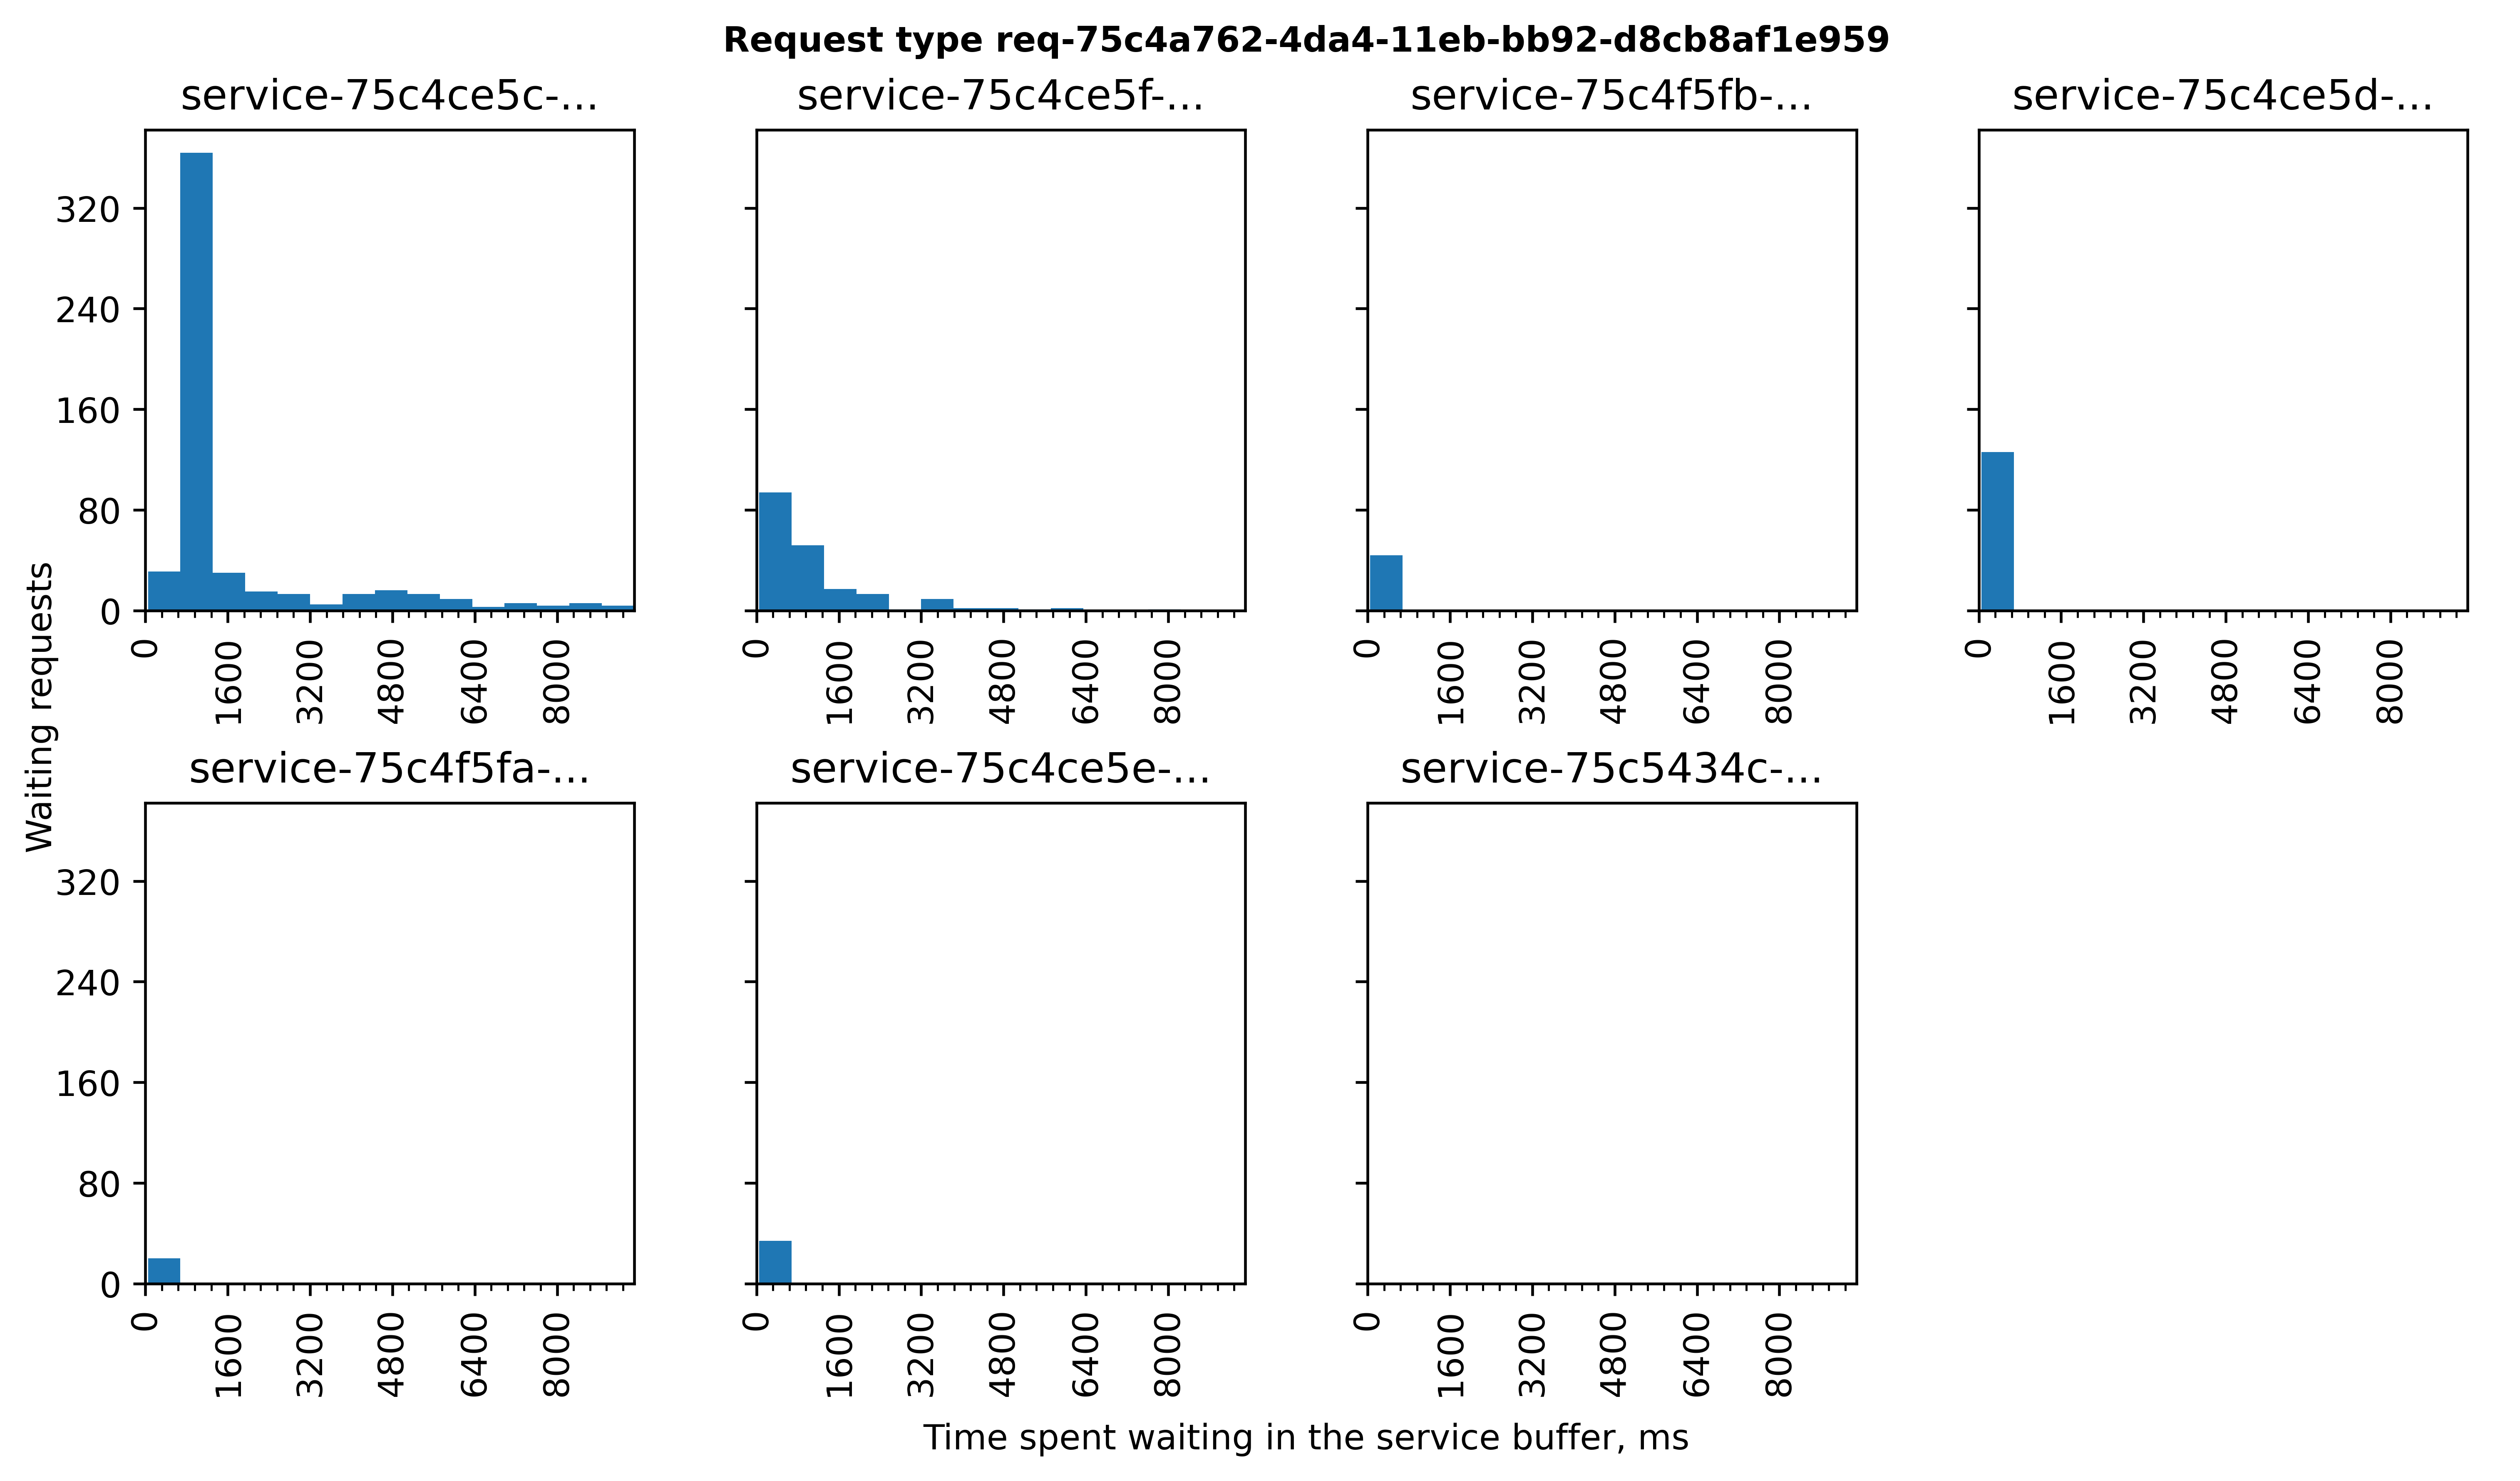 Request type req-75c4a762-4da4-11eb-bb92-d8cb8af1e959
service-75c4ce5c-...
service-75c4ce5f-...
service-75c4f5fb-...
service-75c4ce5d-...
320
240
160
80
0
0 1600 3200 4800 6400 8000
0 1600 3200 4800 6400 8000
0 1600 3200 4800 6400 8000
0 1600 3200 4800 6400 8000
Waiting requests
service-75c4f5fa-...
service-75c4ce5e-...
service-75c5434c-...
320
240
160
80
0
0 1600 3200 4800 6400 8000
0 1600 3200 4800 6400 8000
0 1600 3200 4800 6400 8000
Time spent waiting in the service buffer, ms